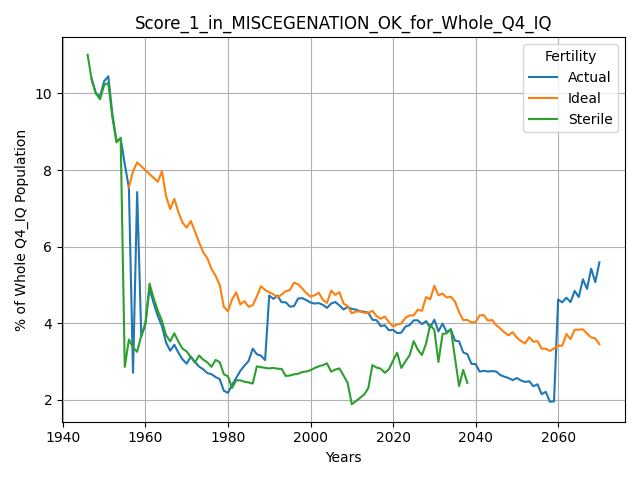 Score_1_in_MISCEGENATION_OK_for_Whole_Q4_IQ
Fertility
Actual
Ideal
Sterile
% of Whole Q4_IQ Population
10
8
6
4
2
1940 1960 1980 2000 2020 2040 2060
Years